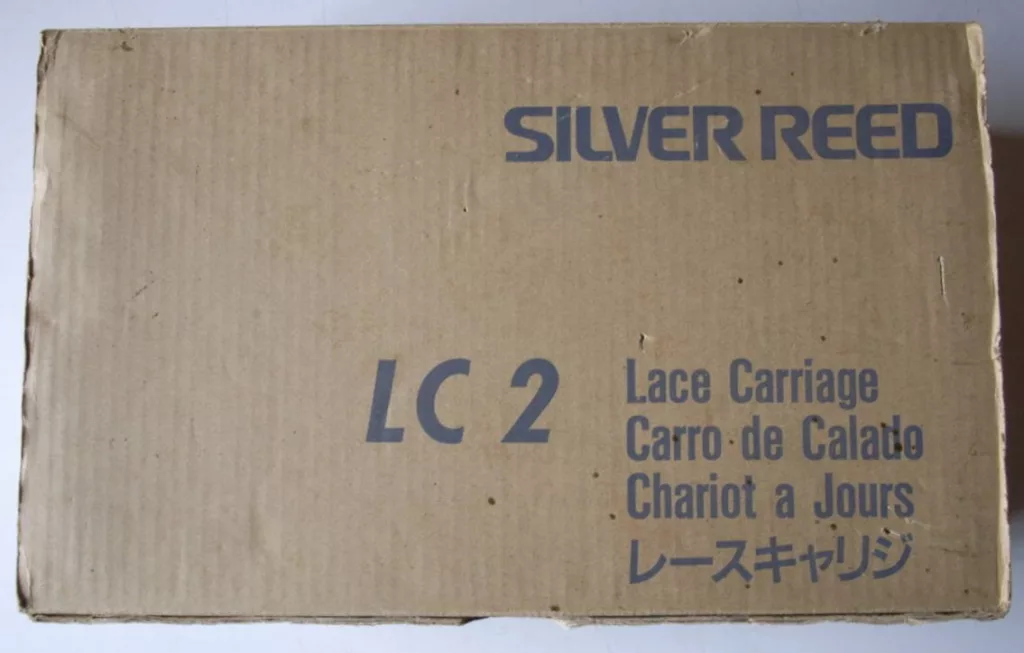 SILVER REED
LC 2
Lace Carriage
Carro de Calado
Chariot a Jours
レースキャリジ